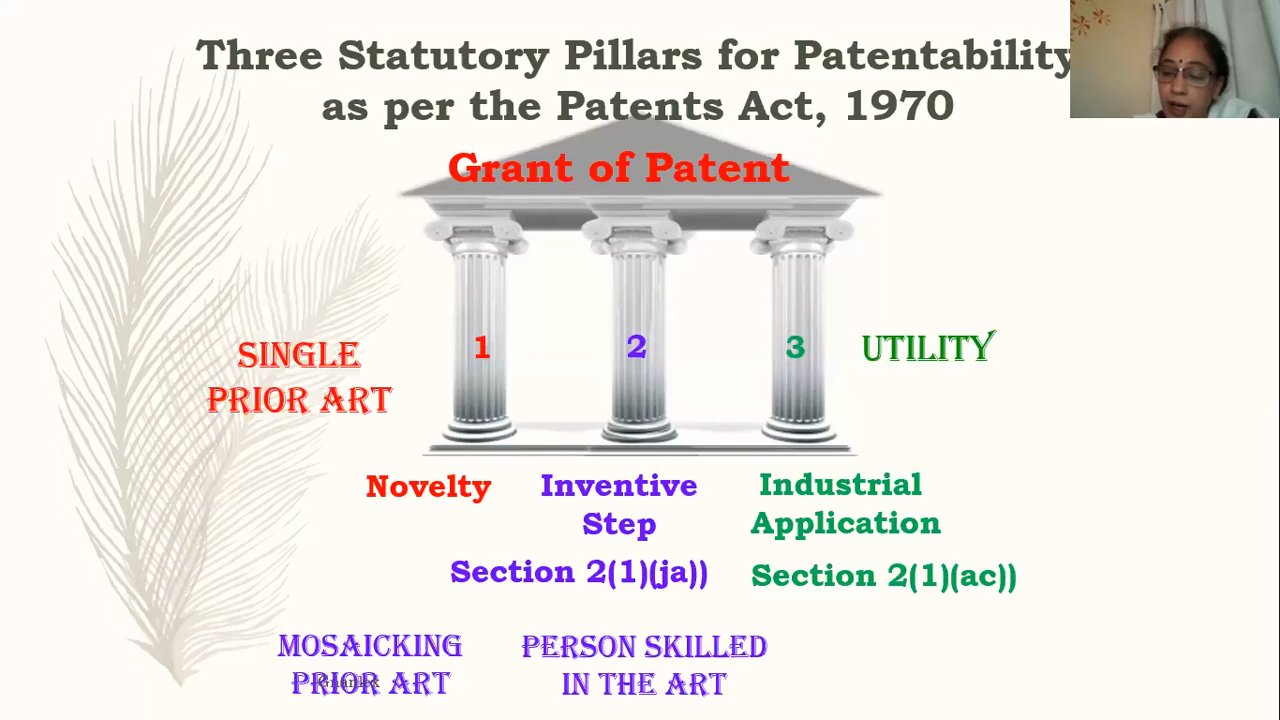 Three Statutory Pillars for Patentability
as per the Patents Act, 1970
Grant of Patent
1
2
3
UTILITY
SINGLE
PRIOR ART
Novelty
Inventive
Step
Industrial
Application
Section 2(1)(ja))
Section 2(1)(ac))
MOSAICKING
PRIOR ART
PERSON SKILLED
IN THE ART